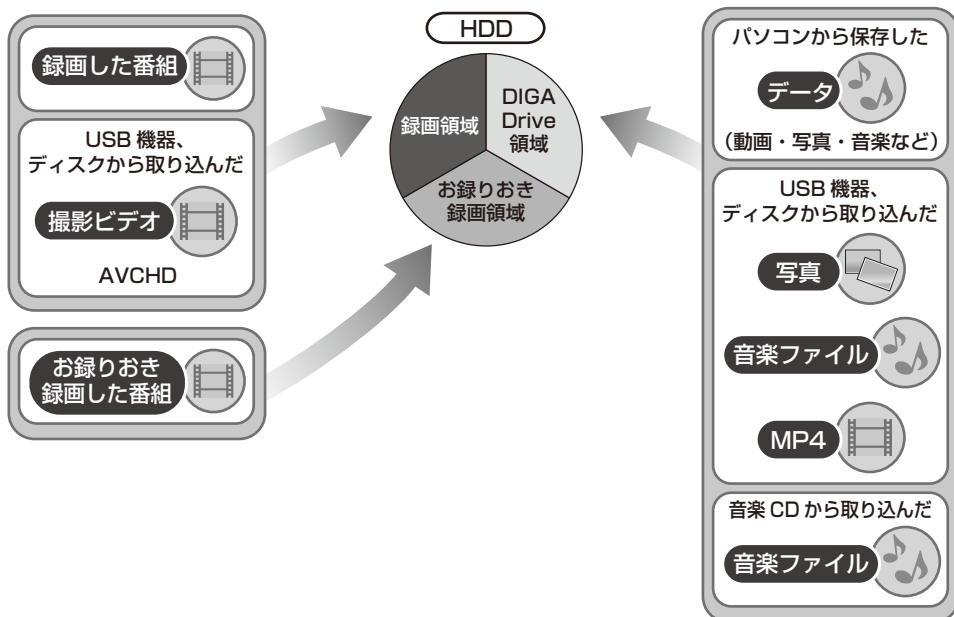 録画した番組
USB 機器、
ディスクから取り込んだ
撮影ビデオ
AVCHD
お録りおき
録画した番組
HDD
録画領域
DIGA
Drive
領域
お録りおき
録画領域
パソコンから保存した
データ
（動画・写真・音楽など）
USB 機器、
ディスクから取り込んだ
写真
音楽ファイル
MP4
音楽 CD から取り込んだ
音楽ファイル